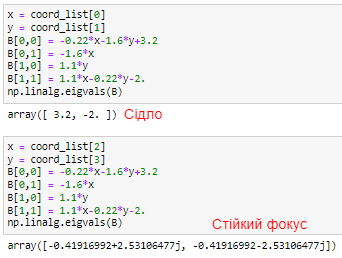 x = coord_list[0]
y = coord_list[1]
B[0,0] = -0.22*x-1.6*y+3.2
B[0,1] = -1.6*x
B[1,0] = 1.1*y
B[1,1] = 1.1*x-0.22*y-2.
np.linalg.eigvals(B)
array([ 3.2, -2. ]) Сідло
x = coord_list[2]
y = coord_list[3]
B[0,0] = -0.22*x-1.6*y+3.2
B[0,1] = -1.6*x
B[1,0] = 1.1*y
B[1,1] = 1.1*x-0.22*y-2.
np.linalg.eigvals(B) Стійкий фокус
array([-0.41916992+2.53106477j, -0.41916992-2.53106477j])